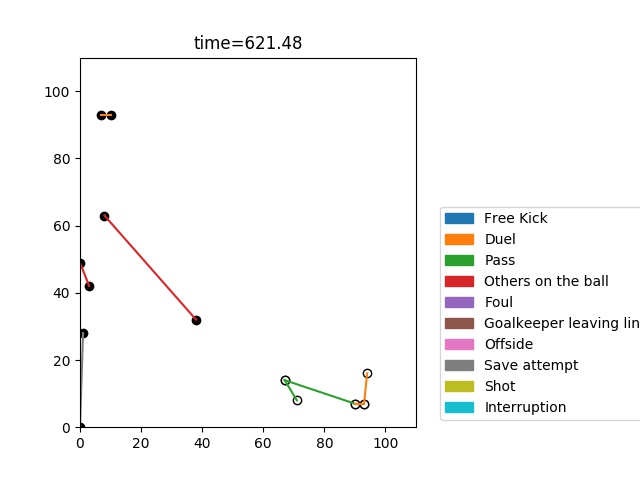 time=621.48
100
80
60
40
20
0
0 20 40 60 80 100
Free Kick
Duel
Pass
Others on the ball
Foul
Goalkeeper leaving lin
Offside
Save attempt
Shot
Interruption